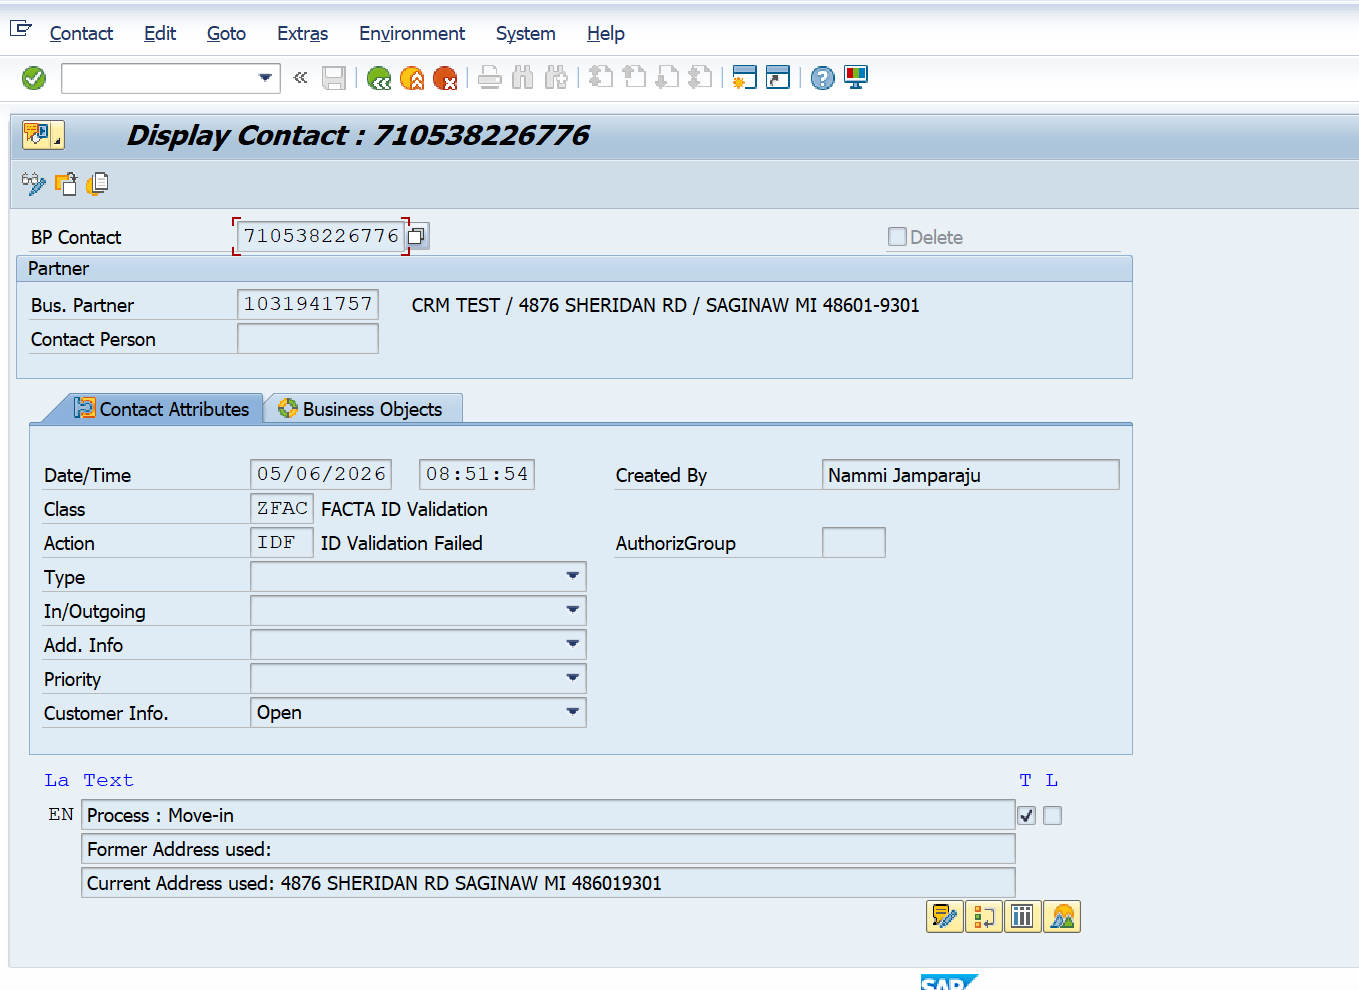 Contact Edit Goto Extras Environment System Help
Display Contact : 710538226776
BP Contact 710538226776 Delete
Partner
Bus. Partner 1031941757 CRM TEST / 4876 SHERIDAN RD / SAGINAW MI 48601-9301
Contact Person
Contact Attributes Business Objects
Date/Time 05/06/2026 08:51:54 Created By Nammi Jamparaju
Class ZFAC FACTA ID Validation
Action IDF ID Validation Failed AuthorizGroup
Type
In/Outgoing
Add. Info
Priority
Customer Info. Open
La Text T L
EN Process : Move-in
Former Address used:
Current Address used: 4876 SHERIDAN RD SAGINAW MI 486019301
SAP